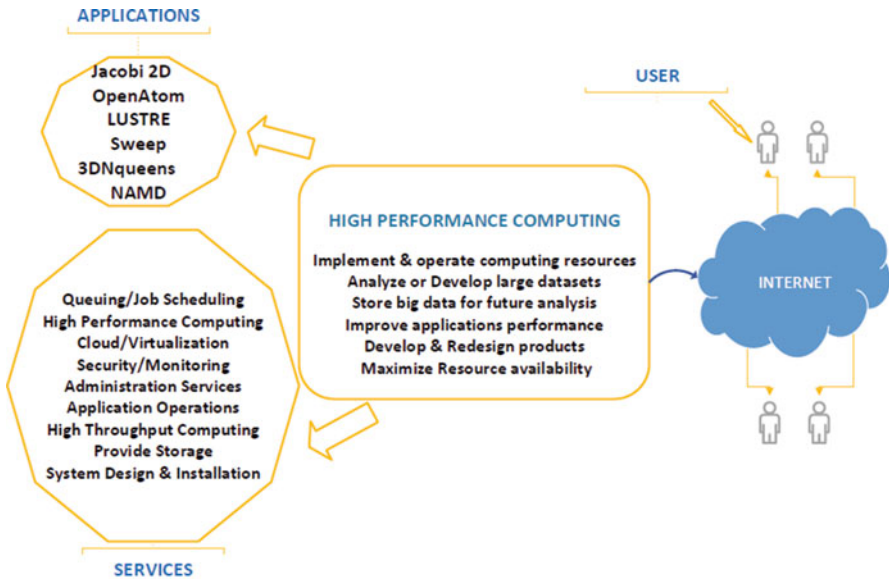 APPLICATIONS
Jacobi 2D
OpenAtom
LUSTRE
Sweep
3DNqueens
NAMD
USER
HIGH PERFORMANCE COMPUTING
Implement & operate computing resources
Analyze or Develop large datasets
Store big data for future analysis
Improve applications performance
Develop & Redesign products
Maximize Resource availability
INTERNET
Queuing/Job Scheduling
High Performance Computing
Cloud/Virtualization
Security/Monitoring
Administration Services
Application Operations
High Throughput Computing
Provide Storage
System Design & Installation
SERVICES